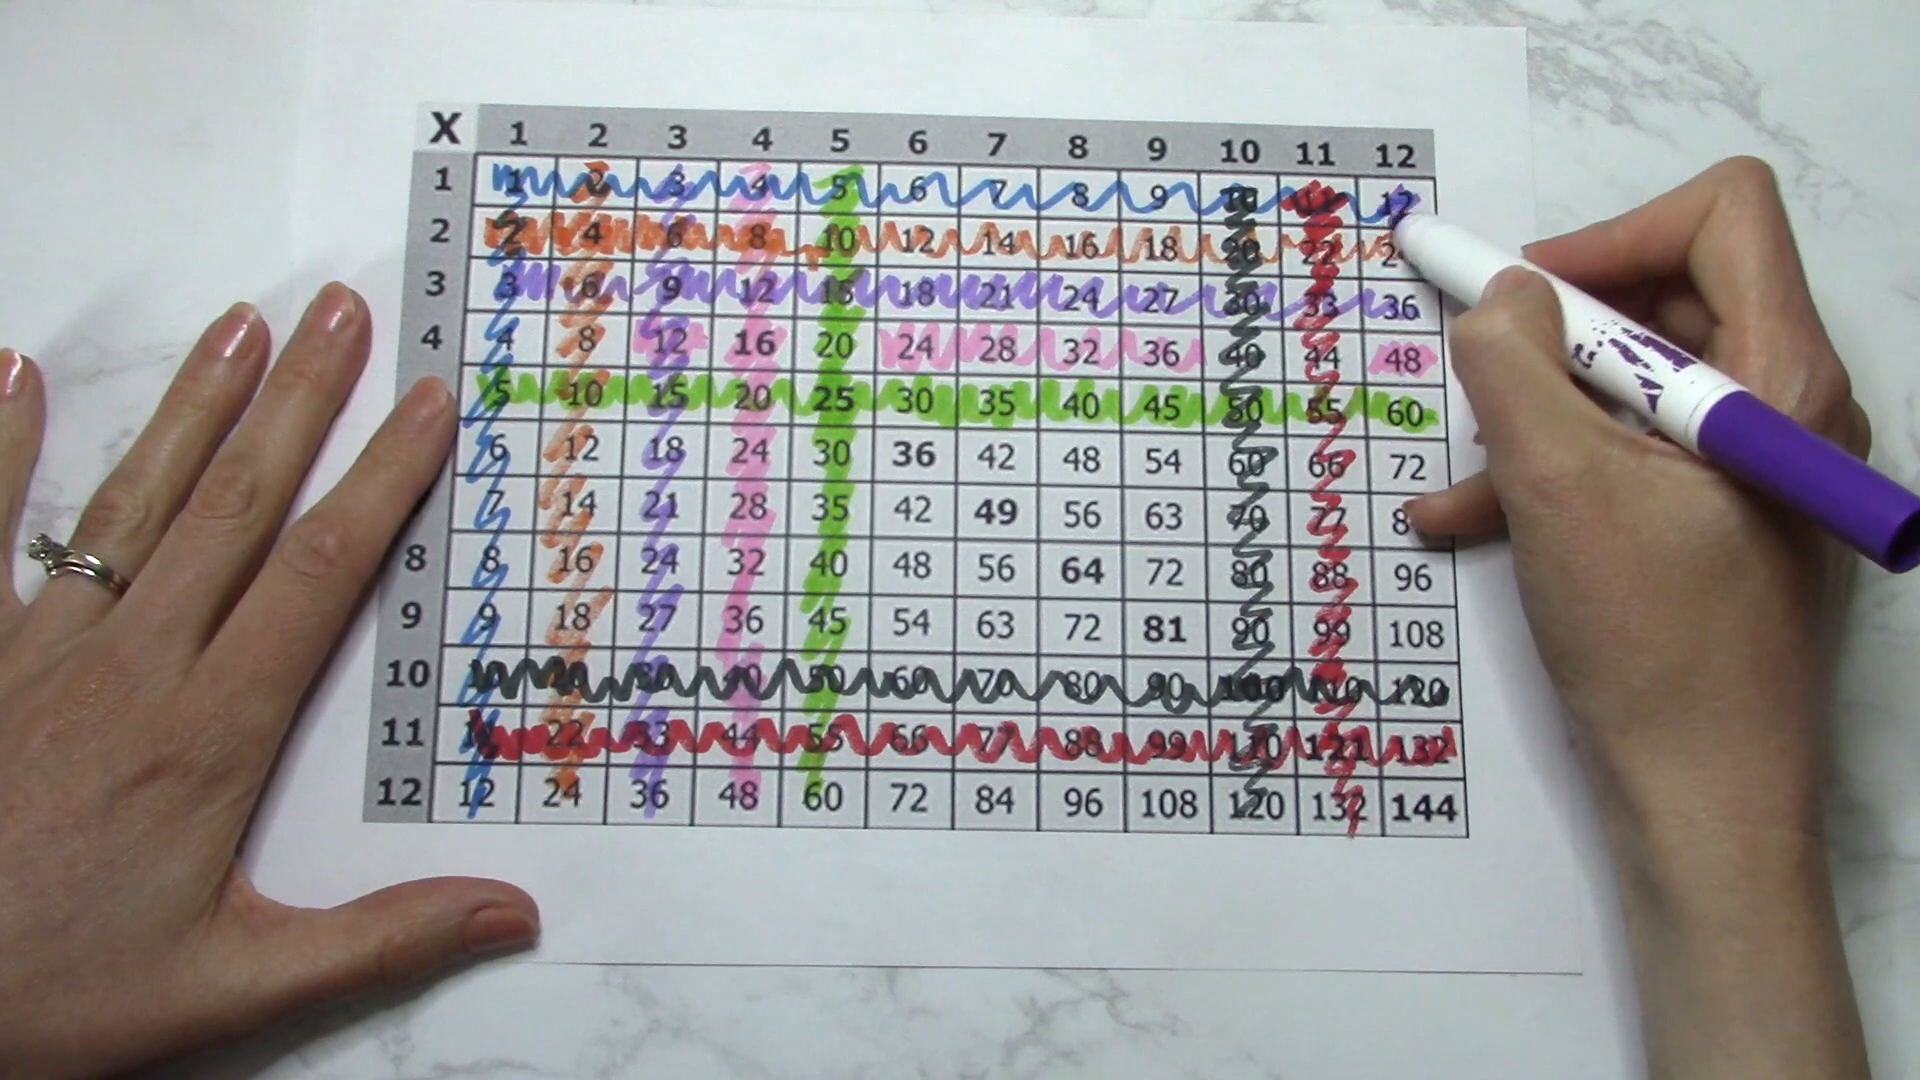 X 1 2 3 4 5 6 7 8 9 10 11 12
1 1 2 3 4 5 6 7 8 9 10 11 12
2 2 4 6 8 10 12 14 16 18 20 22
3 3 6 9 12 15 18 21 24 27 30 33 36
4 4 8 12 16 20 24 28 32 36 40 44 48
5 10 15 20 25 30 35 40 45 50 55 60
6 12 18 24 30 36 42 48 54 60 66 72
7 14 21 28 35 42 49 56 63 70 77
8 8 16 24 32 40 48 56 64 72 80 88 96
9 9 18 27 36 45 54 63 72 81 90 99 108
10 10 20 30 40 50 60 70 80 90 100 110 120
11 22 33 44 55 66 77 88 99 110 121 132
12 12 24 36 48 60 72 84 96 108 120 132 144